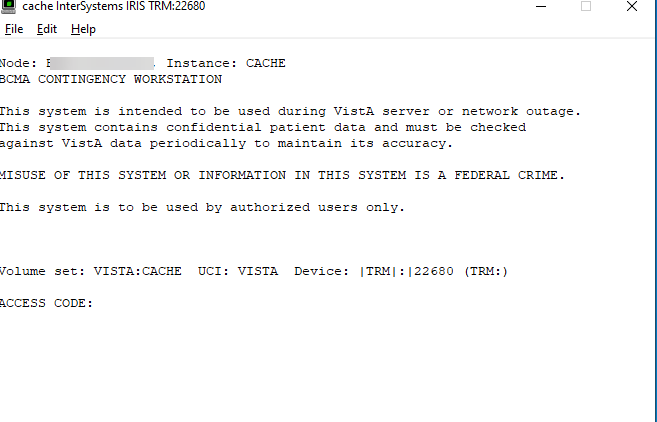 cache InterSystems IRIS TRM:22680
File Edit Help
Node: Instance: CACHE
BCMA CONTINGENCY WORKSTATION
This system is intended to be used during VistA server or network outage.
This system contains confidential patient data and must be checked
against VistA data periodically to maintain its accuracy.
MISUSE OF THIS SYSTEM OR INFORMATION IN THIS SYSTEM IS A FEDERAL CRIME.
This system is to be used by authorized users only.
Volume set: VISTA:CACHE UCI: VISTA Device: |TRM|:|22680 (TRM:)
ACCESS CODE: